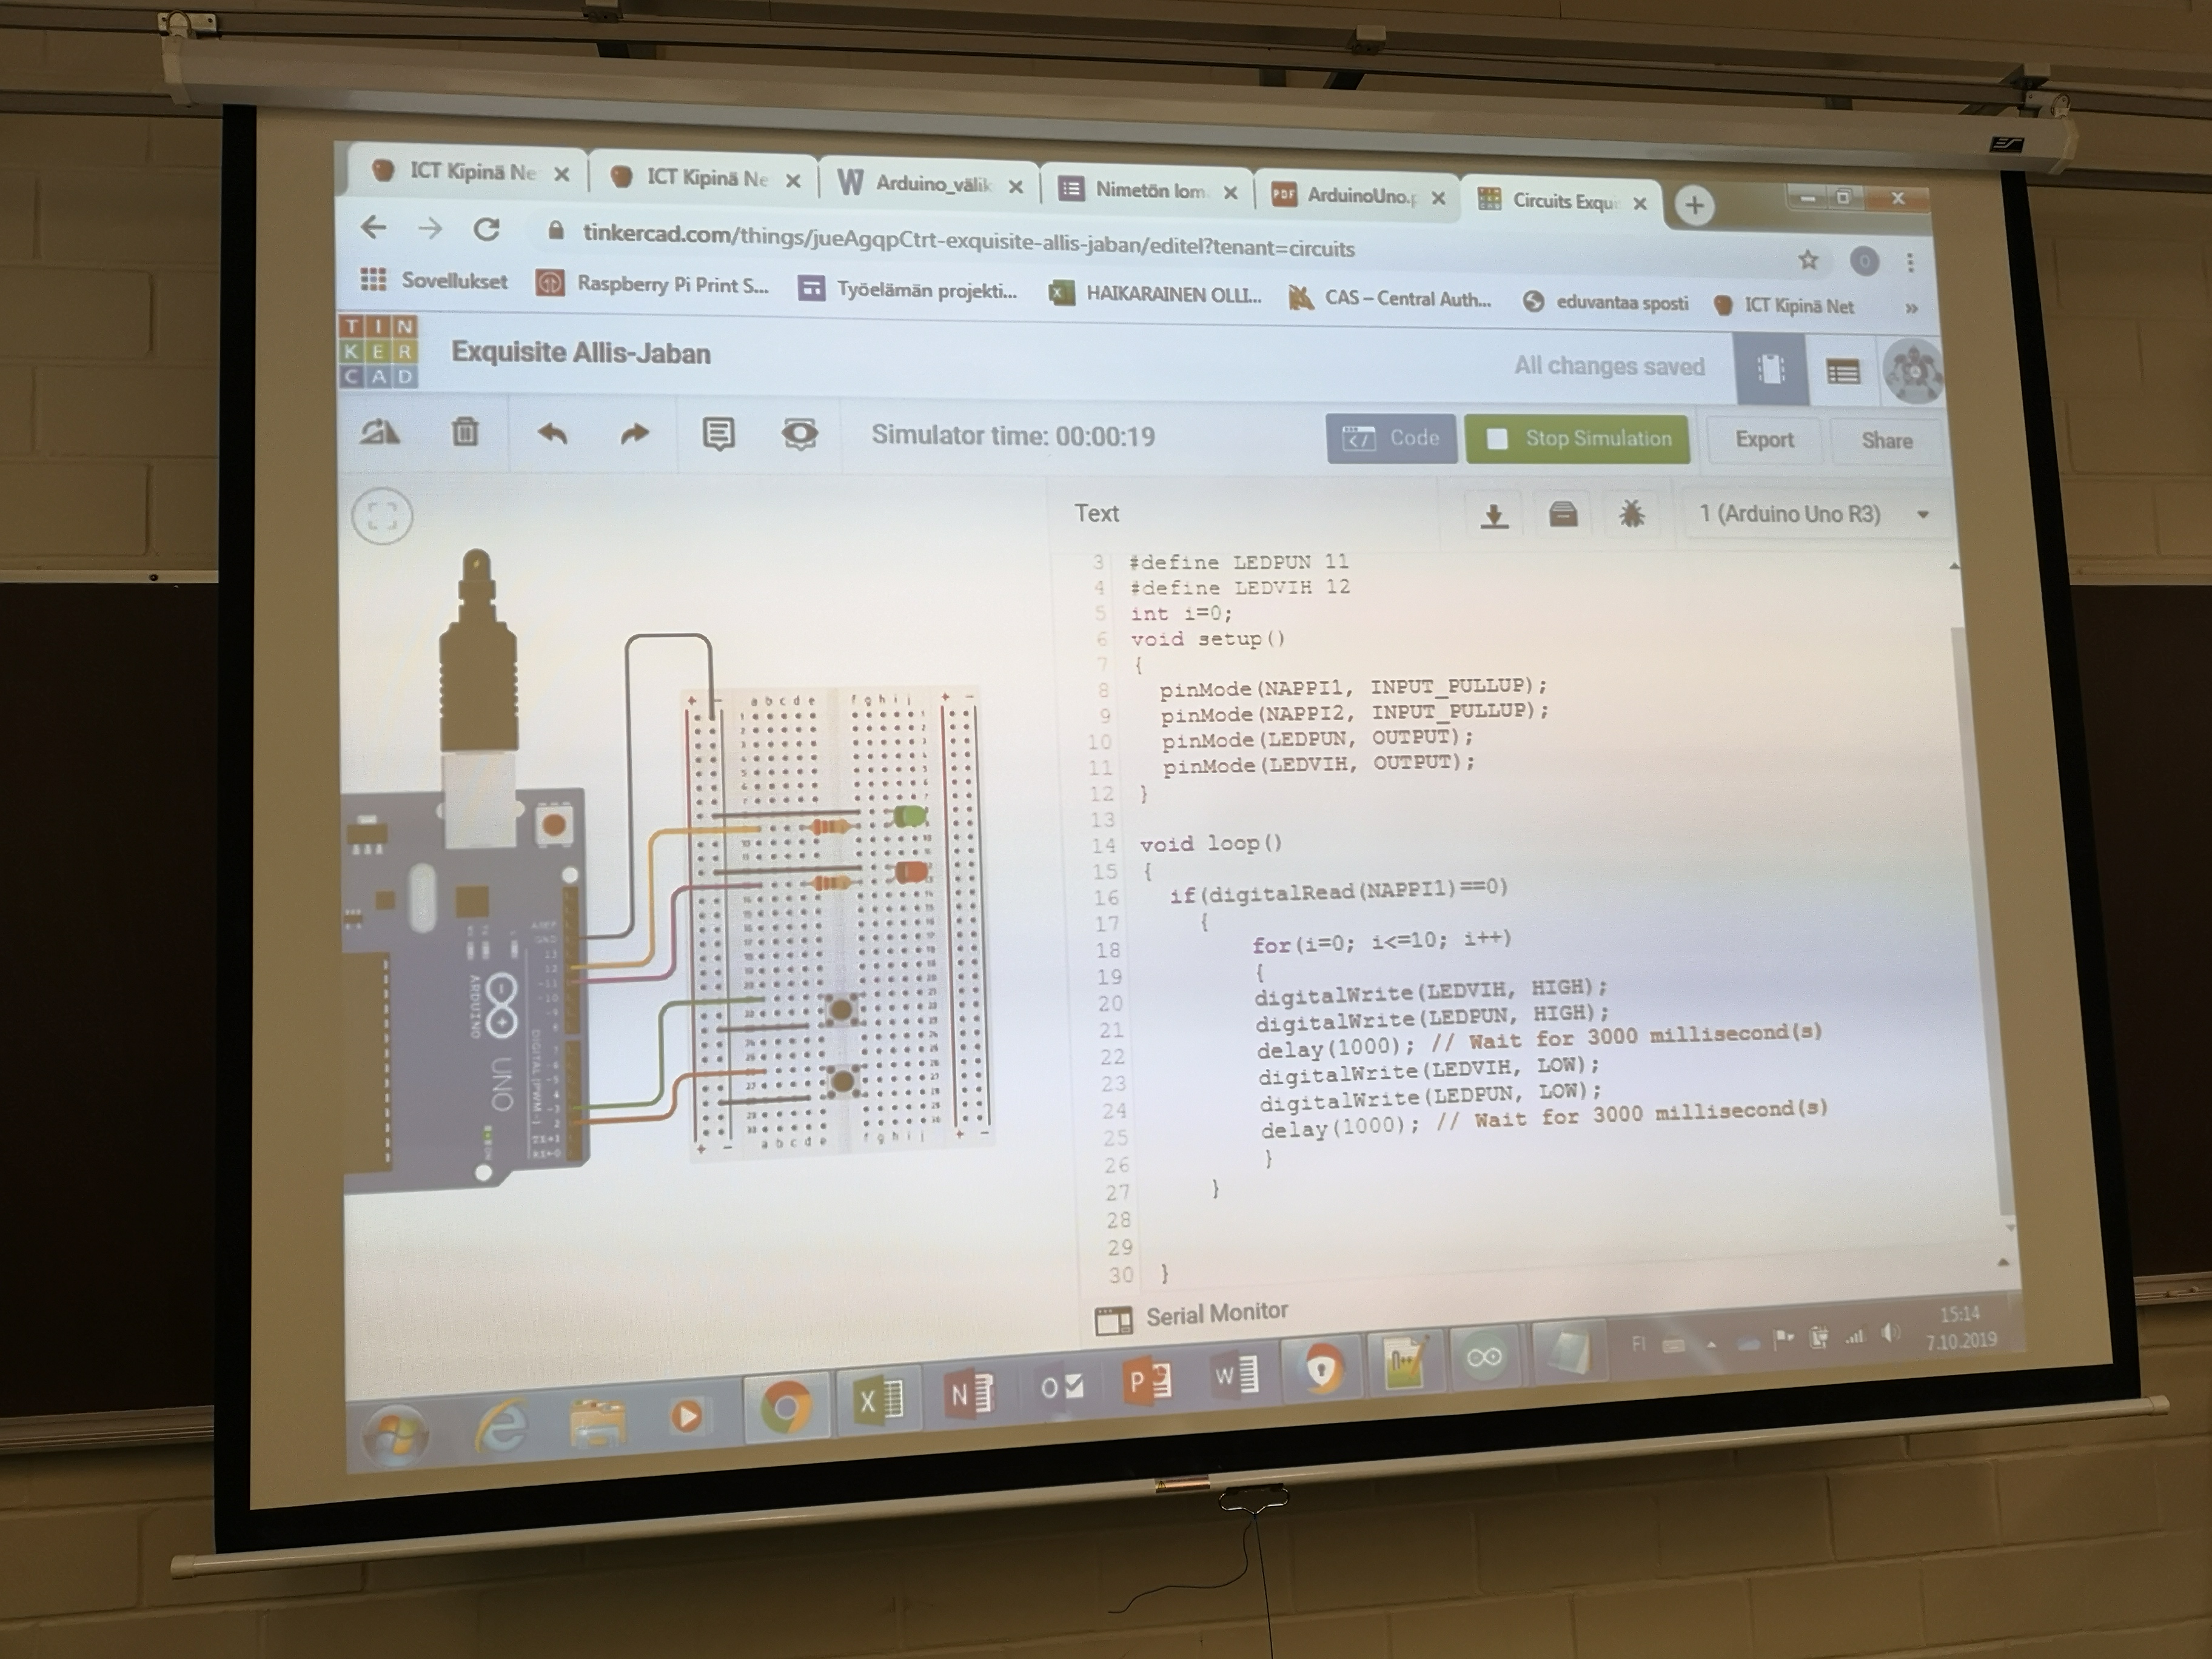 ICT Kipinä Ne
ICT Kipinä Ne
Arduino_välik
Nimetön lom
ArduinoUno.p
Circuits Exqu
tinkercad.com/things/jueAgqpCtrt-exquisite-allis-jaban/editel?tenant=circuits
Sovellukset
Raspberry Pi Print S...
Työelämän projekti...
HAIKARAINEN OLLI...
CAS – Central Auth...
eduvantaa sposti
ICT Kipinä Net
»
TIN
KER
CAD
Exquisite Allis-Jaban
All changes saved
Simulator time: 00:00:19
Code
Stop Simulation
Export
Share
Text
1 (Arduino Uno R3)
3 #define LEDPUN 11
4 #define LEDVIH 12
5 int i=0;
6 void setup()
7 {
8 pinMode(NAPPI1, INPUT_PULLUP);
9 pinMode(NAPPI2, INPUT_PULLUP);
10 pinMode(LEDPUN, OUTPUT);
11 pinMode(LEDVIH, OUTPUT);
12 }
13
14 void loop()
15 {
16 if(digitalRead(NAPPI1)==0)
17 {
18 for(i=0; i<=10; i++)
19 {
20 digitalWrite(LEDVIH, HIGH);
21 digitalWrite(LEDPUN, HIGH);
22 delay(1000); // Wait for 3000 millisecond(s)
23 digitalWrite(LEDVIH, LOW);
24 digitalWrite(LEDPUN, LOW);
25 delay(1000); // Wait for 3000 millisecond(s)
26 }
27 }
28
29
30 }
Serial Monitor
ARDUINO
UNO
AREF
GND
13
12
DIGITAL (PWM~)
a b c d e
f g h i j
FI
15:14
7.10.2019